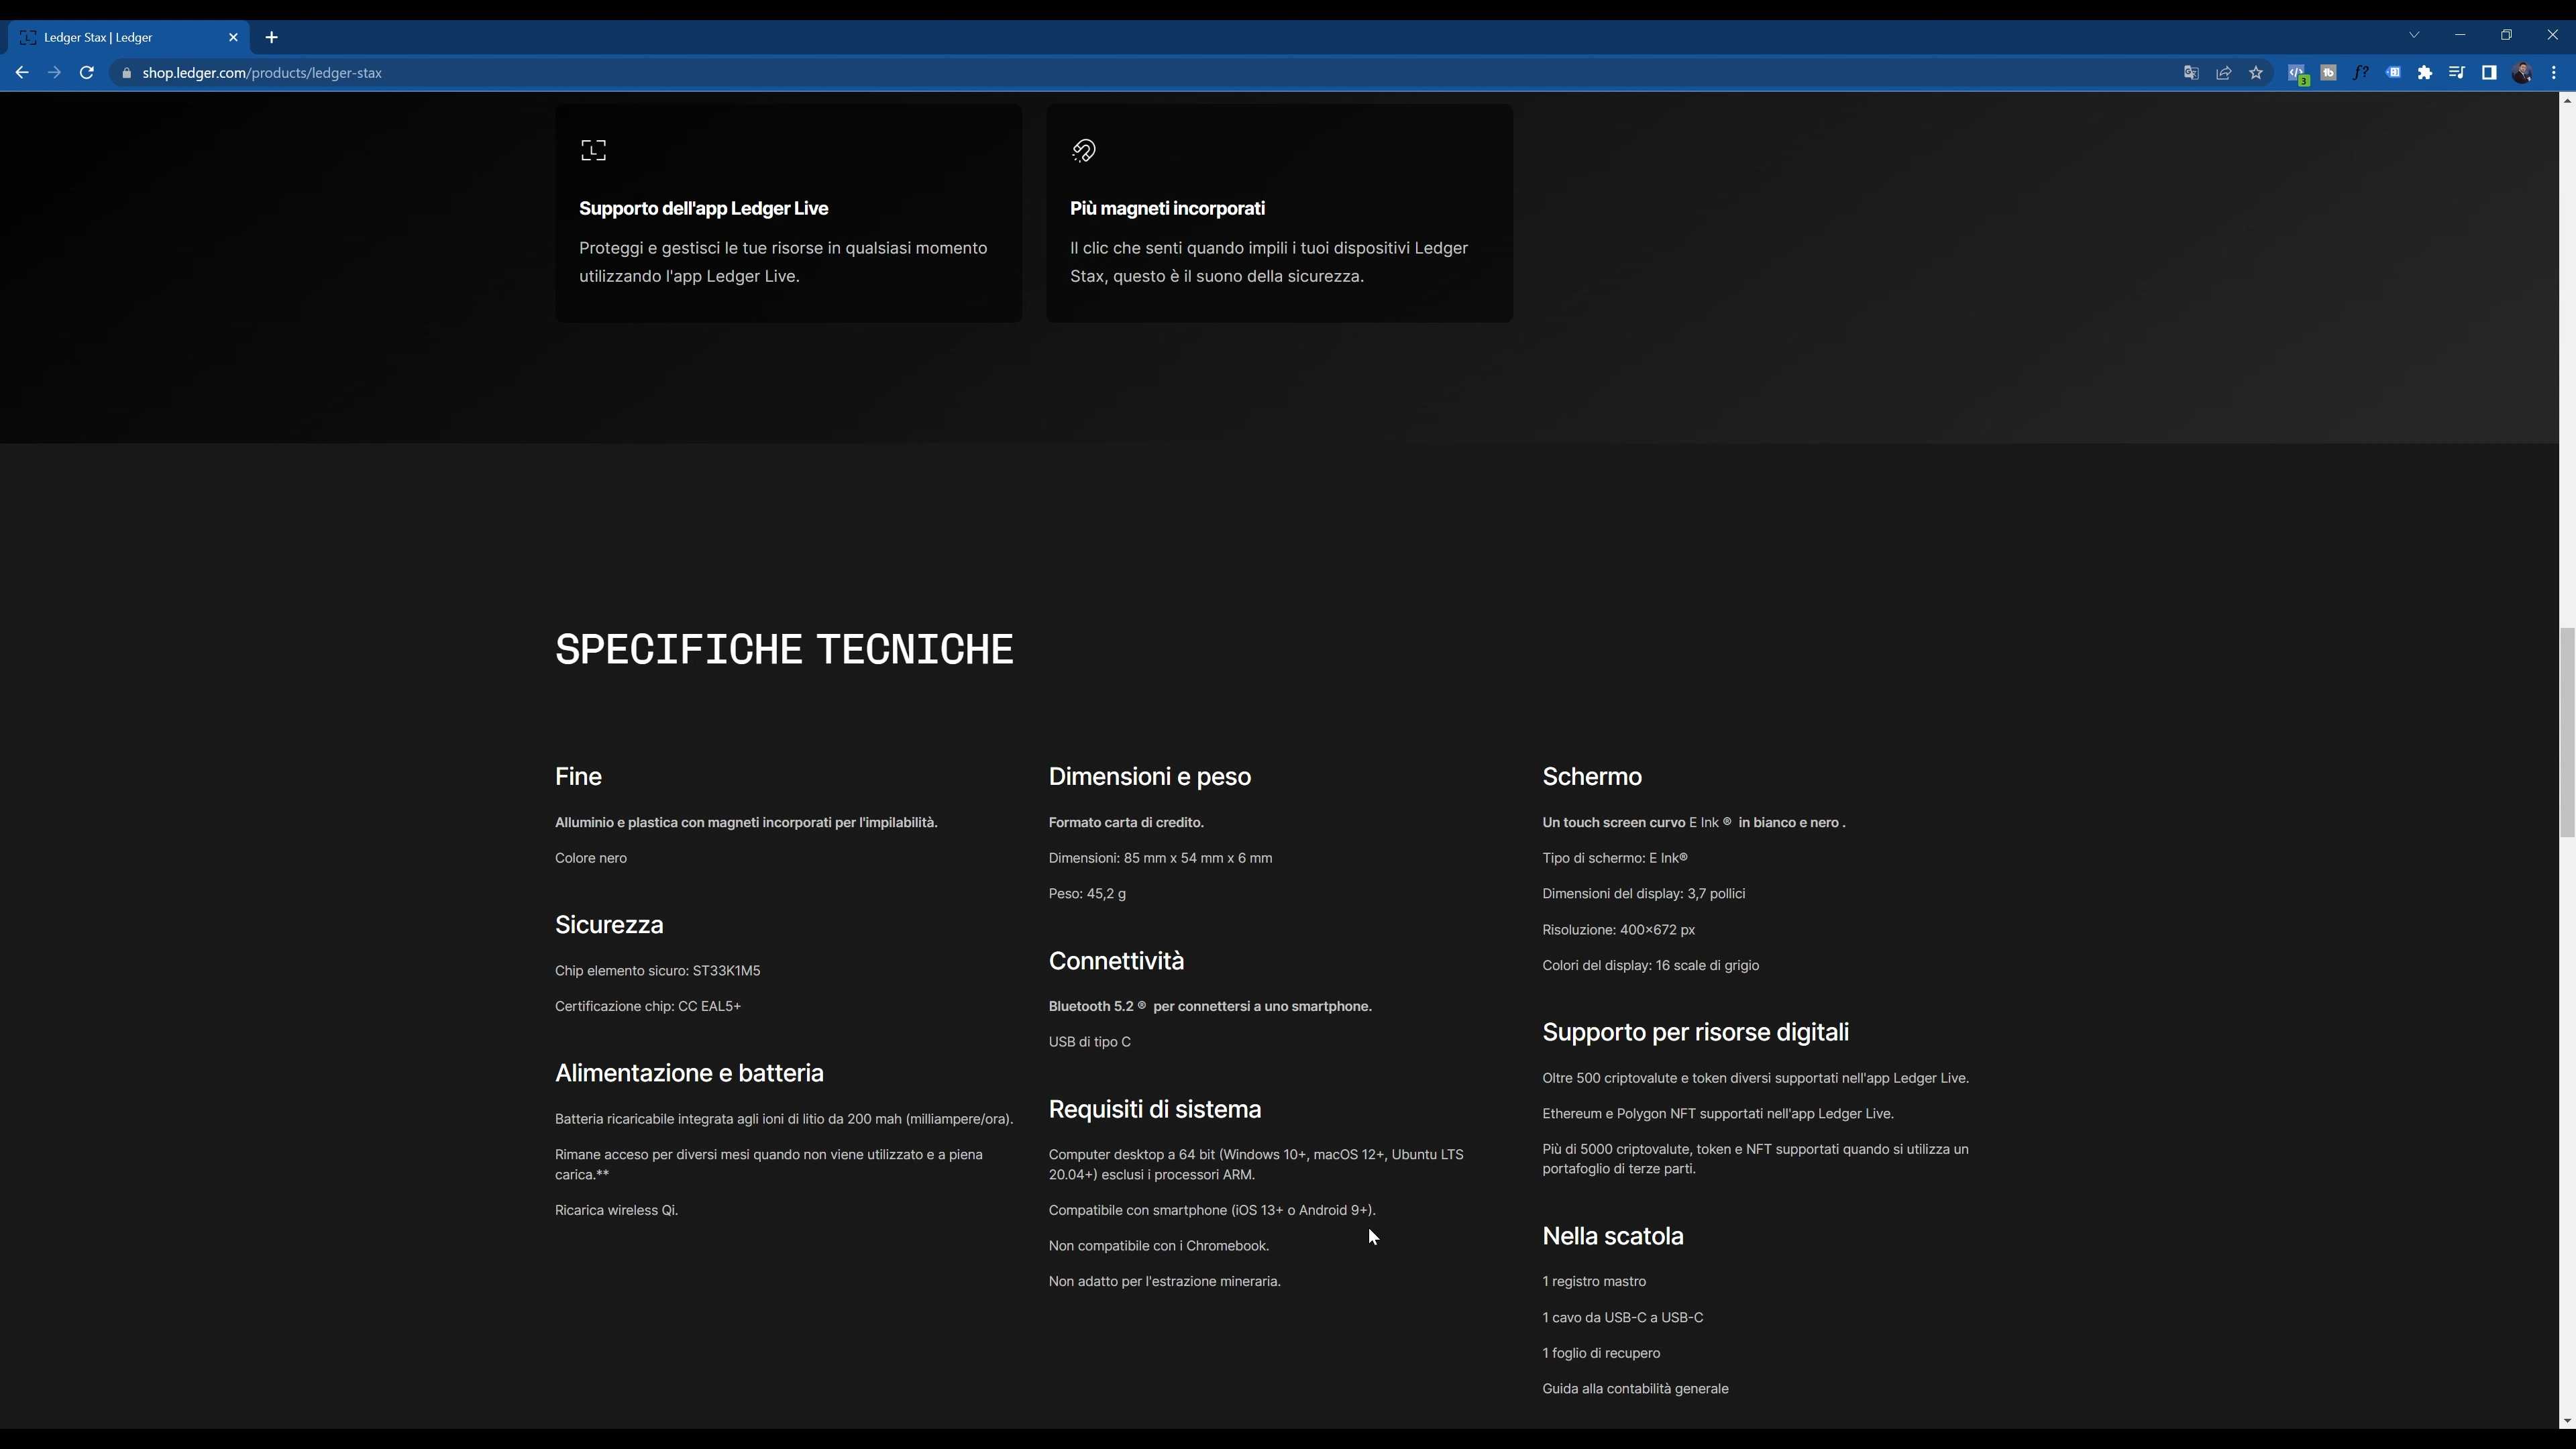 Ledger Stax | Ledger
shop.ledger.com/products/ledger-stax
3
Supporto dell'app Ledger Live
Proteggi e gestisci le tue risorse in qualsiasi momento
utilizzando l'app Ledger Live.
Più magneti incorporati
Il clic che senti quando impili i tuoi dispositivi Ledger
Stax, questo è il suono della sicurezza.
SPECIFICHE TECNICHE
Fine
Alluminio e plastica con magneti incorporati per l'impilabilità.
Colore nero
Sicurezza
Chip elemento sicuro: ST33K1M5
Certificazione chip: CC EAL5+
Alimentazione e batteria
Batteria ricaricabile integrata agli ioni di litio da 200 mah (milliampere/ora).
Rimane acceso per diversi mesi quando non viene utilizzato e a piena
carica.**
Ricarica wireless Qi.
Dimensioni e peso
Formato carta di credito.
Dimensioni: 85 mm x 54 mm x 6 mm
Peso: 45,2 g
Connettività
Bluetooth 5.2 ® per connettersi a uno smartphone.
USB di tipo C
Requisiti di sistema
Computer desktop a 64 bit (Windows 10+, macOS 12+, Ubuntu LTS
20.04+) esclusi i processori ARM.
Compatibile con smartphone (iOS 13+ o Android 9+).
Non compatibile con i Chromebook.
Non adatto per l'estrazione mineraria.
Schermo
Un touch screen curvo E Ink ® in bianco e nero .
Tipo di schermo: E Ink®
Dimensioni del display: 3,7 pollici
Risoluzione: 400×672 px
Colori del display: 16 scale di grigio
Supporto per risorse digitali
Oltre 500 criptovalute e token diversi supportati nell'app Ledger Live.
Ethereum e Polygon NFT supportati nell'app Ledger Live.
Più di 5000 criptovalute, token e NFT supportati quando si utilizza un
portafoglio di terze parti.
Nella scatola
1 registro mastro
1 cavo da USB-C a USB-C
1 foglio di recupero
Guida alla contabilità generale